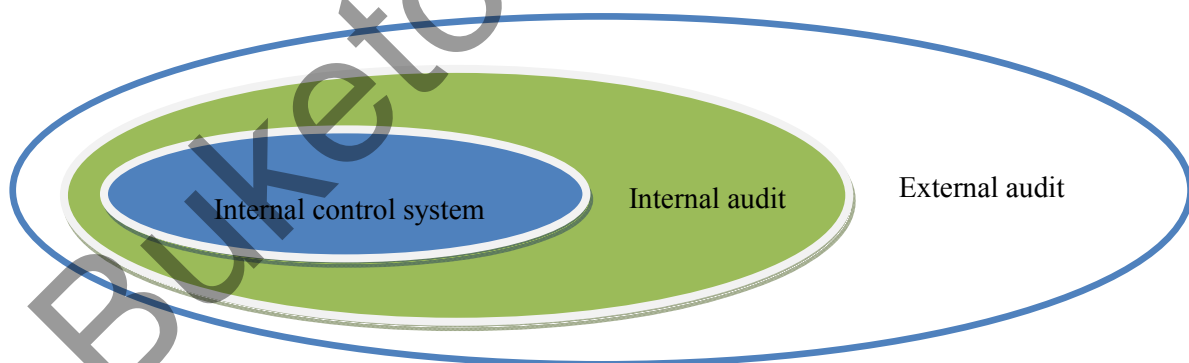 Internal control system
Internal audit
External audit
Buketo